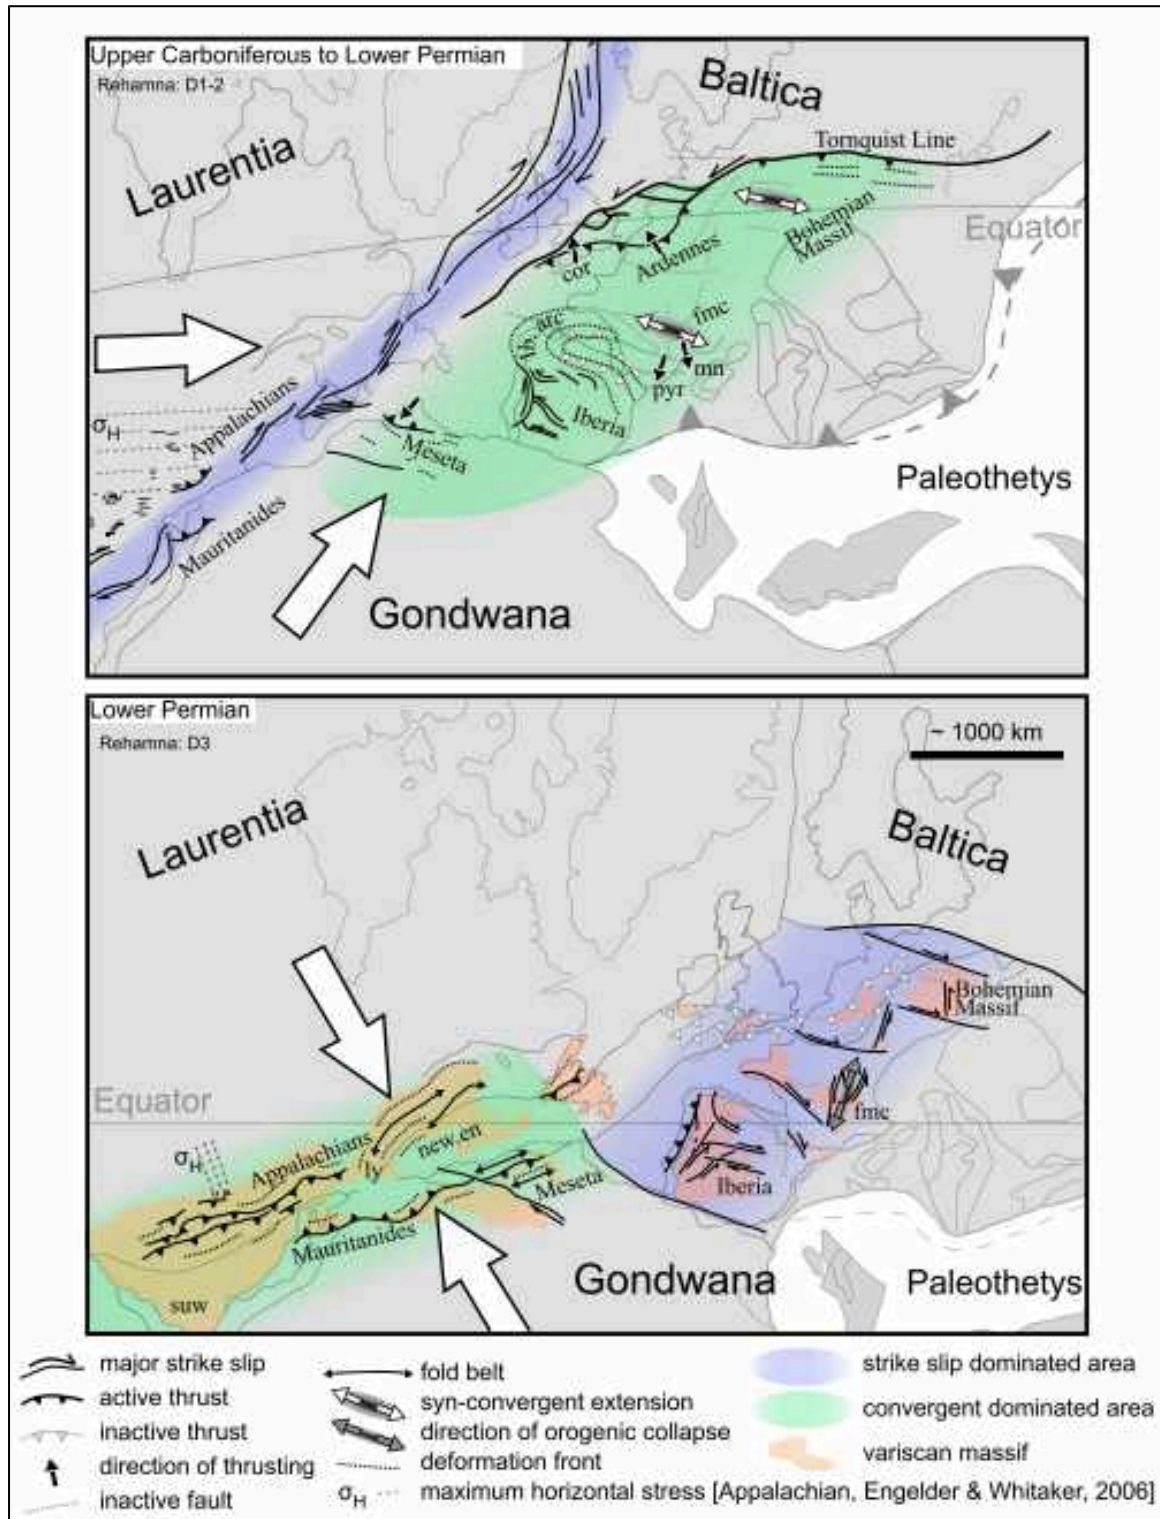 Upper Carboniferous to Lower Permian
Rehamna: D1-2
Baltica
Laurentia
Tornquist Line
Bohemian
Massif
Equator
Ardennes
cor
fmc
Ib. arc
mn
pyr
Iberia
Appalachians
σH
Meseta
Paleothetys
Mauritanides
Gondwana
Lower Permian
Rehamna: D3
~ 1000 km
Laurentia
Baltica
Bohemian
Massif
Equator
fmc
Appalachians
new en
σH
Iberia
Meseta
Mauritanides
Gondwana
Paleothetys
suw
major strike slip
active thrust
inactive thrust
direction of thrusting
inactive fault
fold belt
syn-convergent extension
direction of orogenic collapse
deformation front
σH maximum horizontal stress [Appalachian, Engelder & Whitaker, 2006]
strike slip dominated area
convergent dominated area
variscan massif